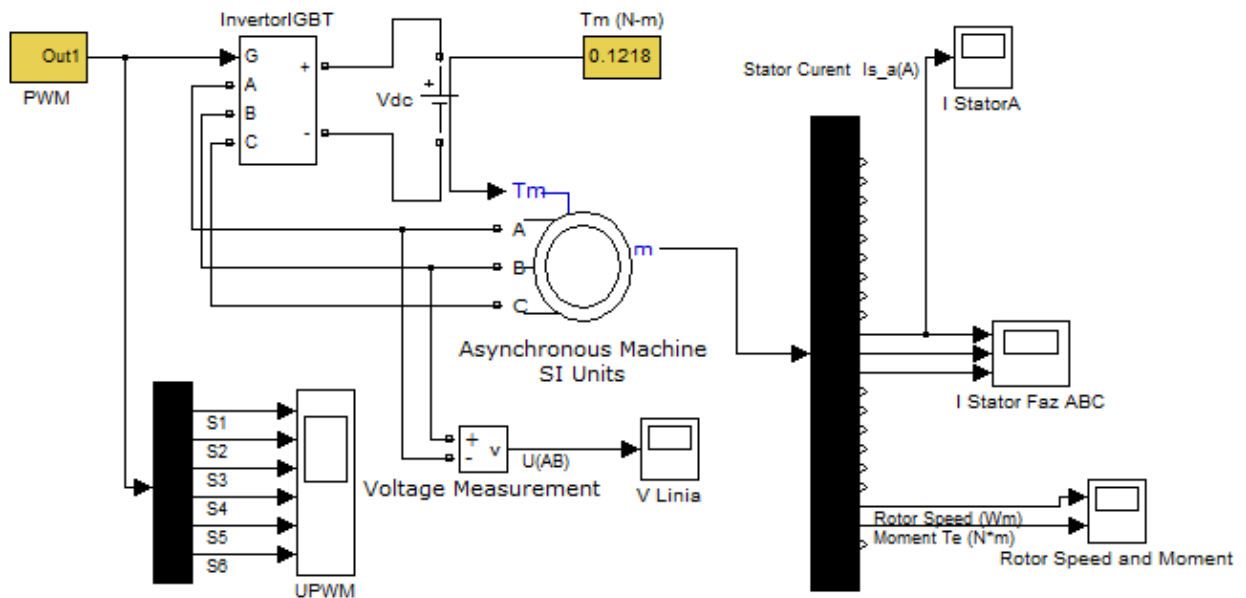 InvertorIGBT
Tm (N-m)
Out1
G
+
0.1218
A
+
Stator Curent Is_a(A)
PWM
B
Vdc
I StatorA
C
-
Tm
A
m
B
C
Asynchronous Machine
SI Units
I Stator Faz ABC
S1
S2
+
-
v
U(AB)
S3
Voltage Measurement
V Linia
S4
Rotor Speed (Wm)
S5
Moment Te (N*m)
Rotor Speed and Moment
S6
UPWM